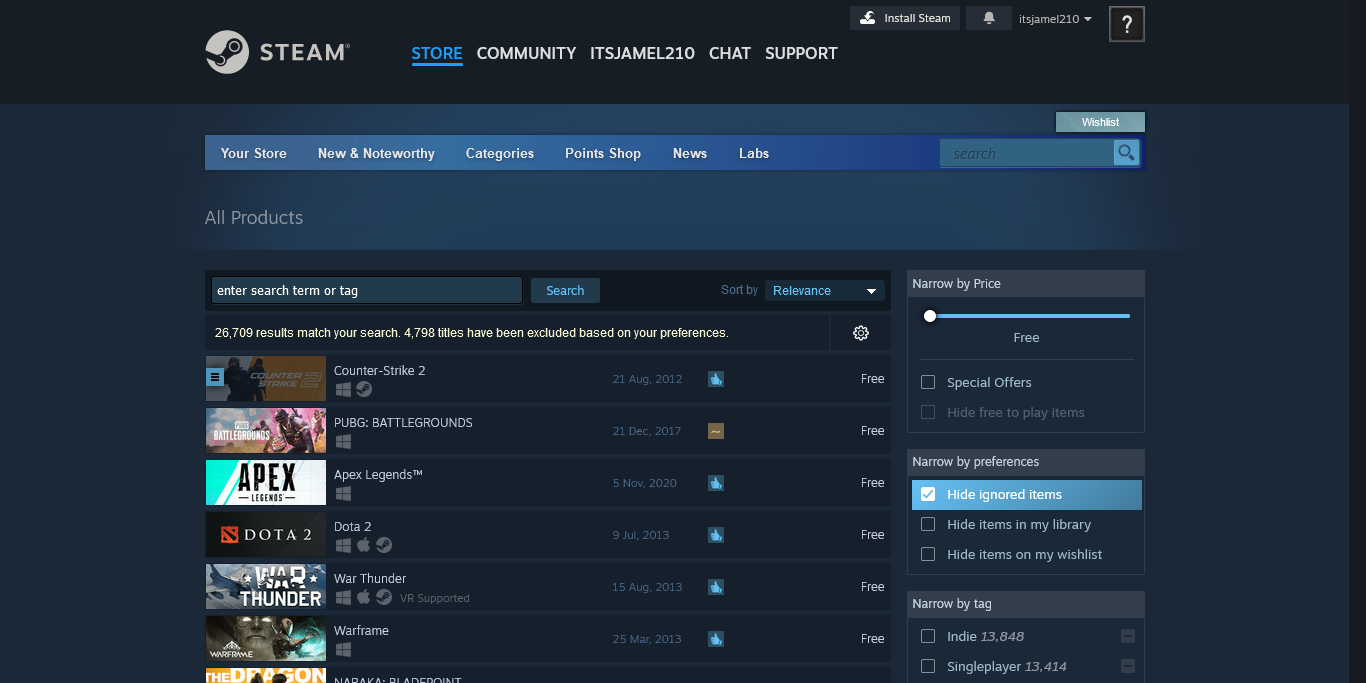 Install Steam
itsjamel210
?
STEAM®
STORE COMMUNITY ITSJAMEL210 CHAT SUPPORT
Wishlist
Your Store New & Noteworthy Categories Points Shop News Labs search
All Products
enter search term or tag Search Sort by Relevance
26,709 results match your search. 4,798 titles have been excluded based on your preferences.
COUNTER STRIKE 2
Counter-Strike 2
21 Aug, 2012
Free
PUBG: BATTLEGROUNDS
PUBG: BATTLEGROUNDS
21 Dec, 2017
Free
APEX LEGENDS
Apex Legends™
5 Nov, 2020
Free
DOTA 2
Dota 2
9 Jul, 2013
Free
WAR THUNDER
War Thunder
VR Supported
15 Aug, 2013
Free
WARFRAME
Warframe
25 Mar, 2013
Free
THE DRAGON
NARAKA: BLADEPOINT
Narrow by Price
Free
Special Offers
Hide free to play items
Narrow by preferences
Hide ignored items
Hide items in my library
Hide items on my wishlist
Narrow by tag
Indie 13,848
Singleplayer 13,414